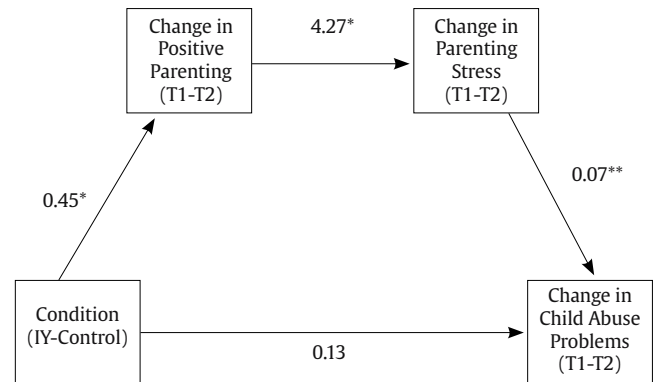 Change in
Positive
Parenting
(T1-T2)
4.27*
Change in
Parenting
Stress
(T1-T2)
0.45*
0.07**
Condition
(IY-Control)
0.13
Change in
Child Abuse
Problems
(T1-T2)